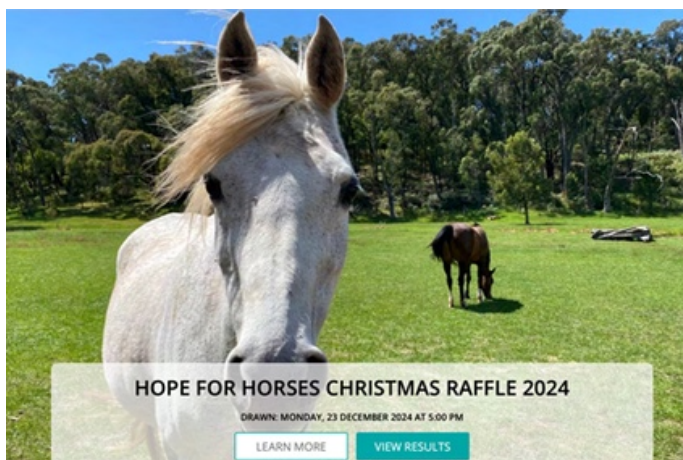 HOPE FOR HORSES CHRISTMAS RAFFLE 2024
DRAWN: MONDAY, 23 DECEMBER 2024 AT 5:00 PM
LEARN MORE
VIEW RESULTS